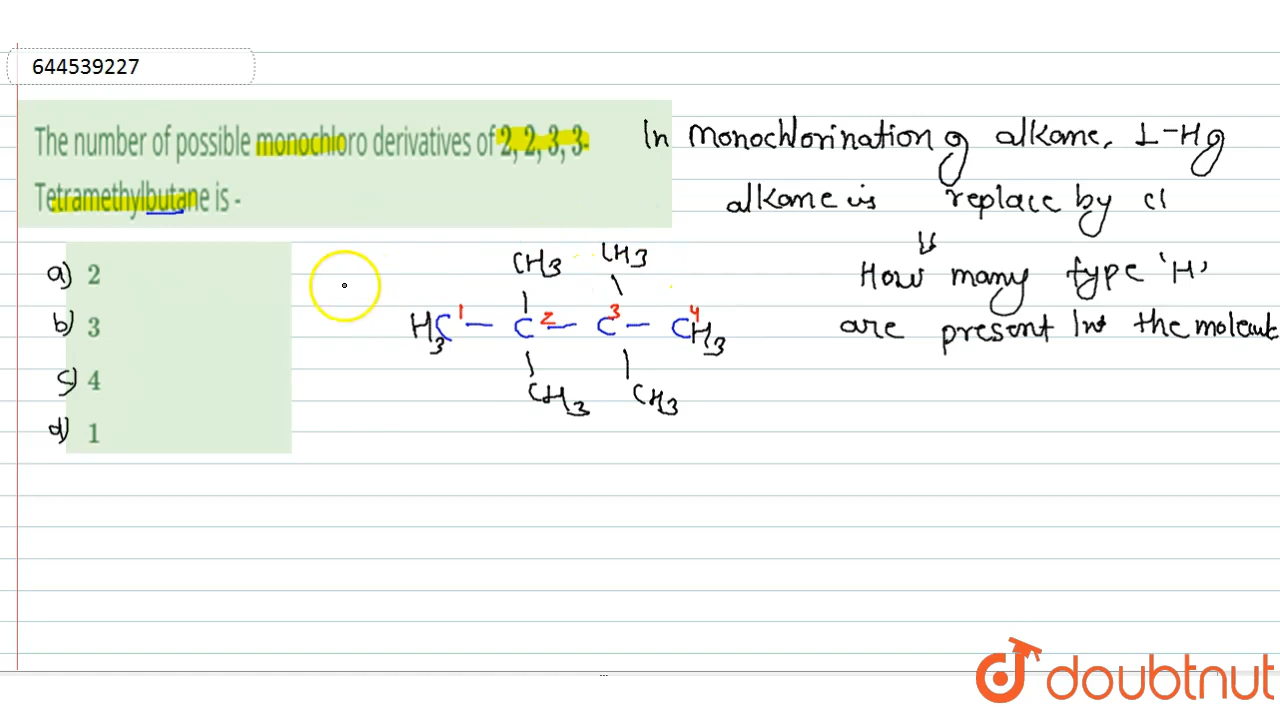 644539227
The number of possible monochloro derivatives of 2, 2, 3, 3-
Tetramethylbutane is -
a) 2
b) 3
c) 4
d) 1
In Monochlorination of alkane, 1-H of
alkane is replace by Cl
How many type 'H'
are present Int the molecule
CH3 CH3
H3C 1 — C 2 — C 3 — CH3 4
CH3 CH3
...
doubtnut